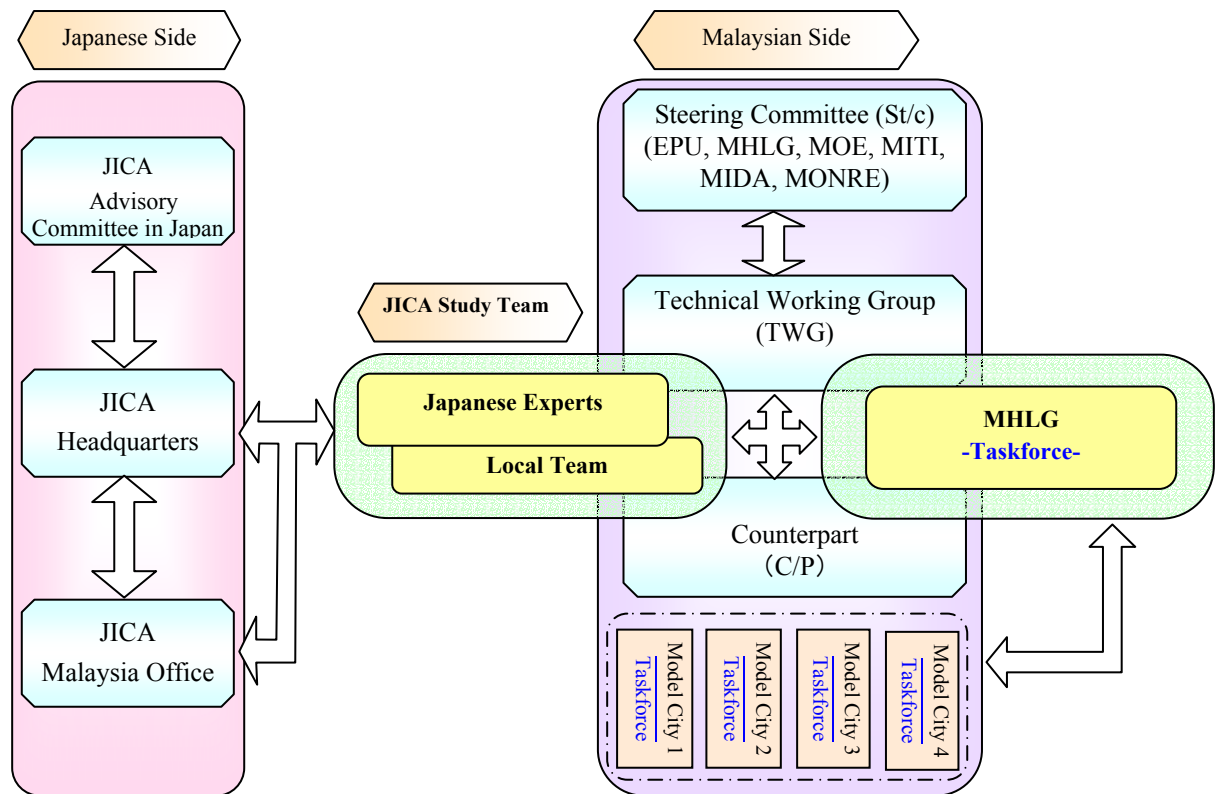 Japanese Side
Malaysian Side
JICA
Advisory
Committee in Japan
JICA
Headquarters
JICA
Malaysia Office
JICA Study Team
Japanese Experts
Local Team
Steering Committee (St/c)
(EPU, MHLG, MOE, MITI,
MIDA, MONRE)
Technical Working Group
(TWG)
MHLG
-Taskforce-
Counterpart
（C/P）
Model City 1
Taskforce
Model City 2
Taskforce
Model City 3
Taskforce
Model City 4
Taskforce